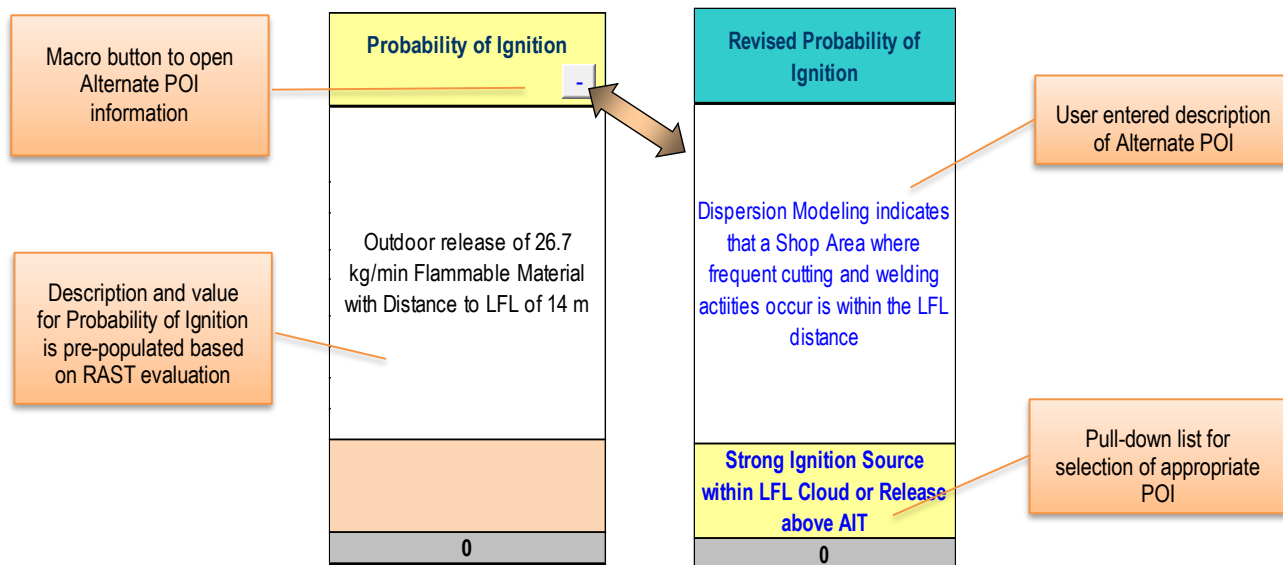 Macro button to open
Alternate POI
information
Description and value
for Probability of Ignition
is pre-populated based
on RAST evaluation
Probability of Ignition
-
Outdoor release of 26.7
kg/min Flammable Material
with Distance to LFL of 14 m
0
Revised Probability of
Ignition
Dispersion Modeling indicates
that a Shop Area where
frequent cutting and welding
actiities occur is within the LFL
distance
Strong Ignition Source
within LFL Cloud or Release
above AIT
0
User entered description
of Alternate POI
Pull-down list for
selection of appropriate
POI